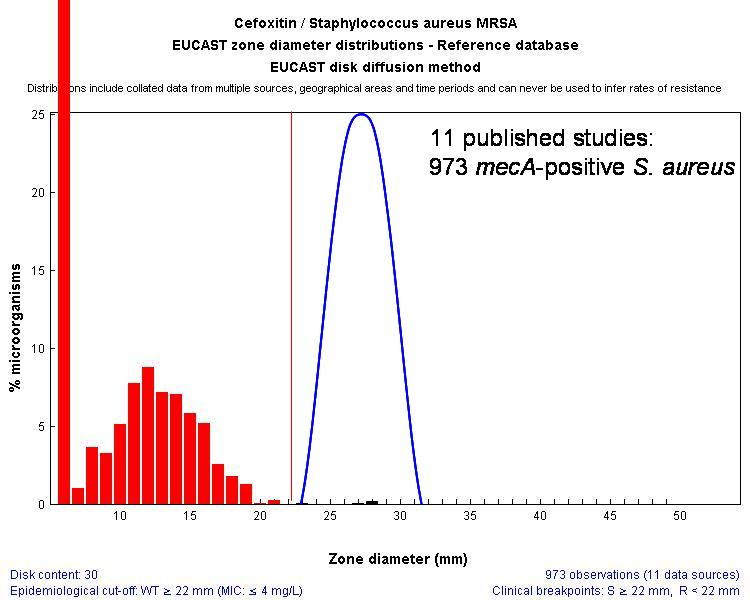 Cefoxitin / Staphylococcus aureus MRSA
EUCAST zone diameter distributions - Reference database
EUCAST disk diffusion method
Distrib ons include collated data from multiple sources, geographical areas and time periods and can never be used to infer rates of resistance
11 published studies:
973 mecA-positive S. aureus
25
20
15
10
5
0
% microorganisms
10 15 20 25 30 35 40 45 50
Zone diameter (mm)
Disk content: 30
Epidemiological cut-off: WT ≥ 22 mm (MIC: ≤ 4 mg/L)
973 observations (11 data sources)
Clinical breakpoints: S ≥ 22 mm, R < 22 mm